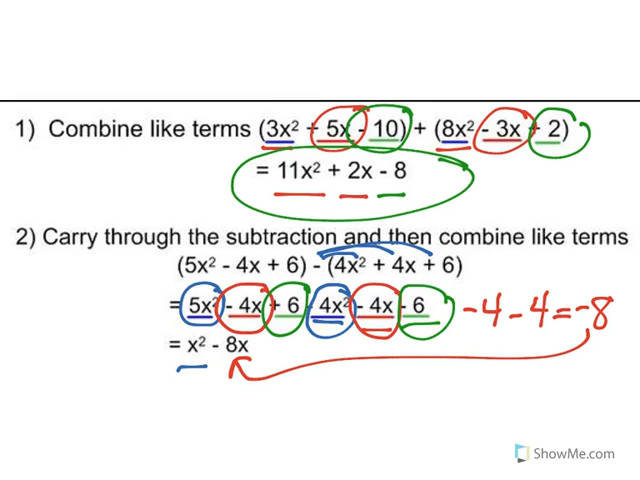 1) Combine like terms (3x² + 5x - 10) + (8x² - 3x + 2)
= 11x² + 2x - 8
2) Carry through the subtraction and then combine like terms
(5x² - 4x + 6) - (4x² + 4x + 6)
= 5x² - 4x + 6 - 4x² - 4x - 6 -4-4=-8
= x² - 8x
ShowMe.com